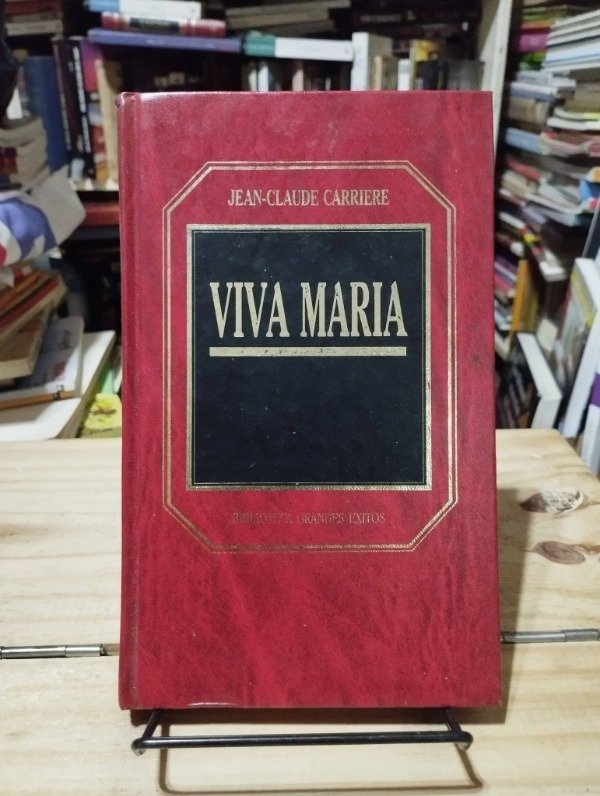 JEAN-CLAUDE CARRIERE
VIVA MARIA
BIBLIOTECA GRANDES EXITOS